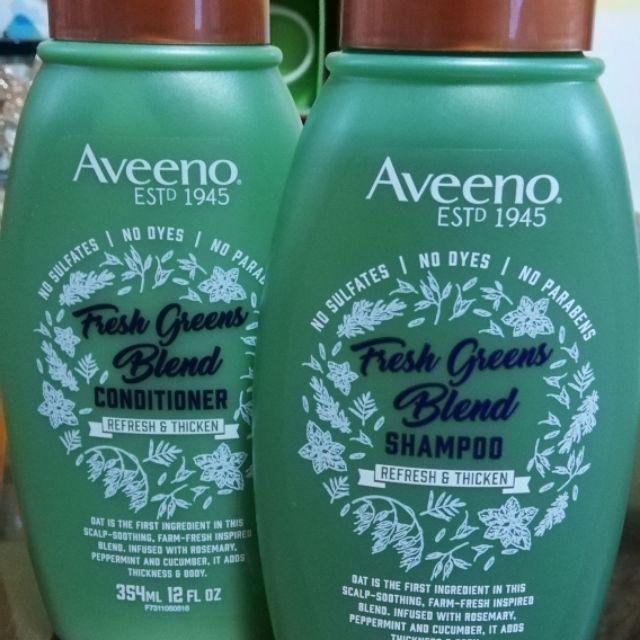 Aveeno.
ESTD 1945
NO SULFATES | NO DYES | NO PARA
Fresh Greens
Blend
CONDITIONER
REFRESH & THICKEN
OAT IS THE FIRST INGREDIENT IN THIS
SCALP-SOOTHING, FARM-FRESH INSPIRED
BLEND. INFUSED WITH ROSEMARY,
PEPPERMINT AND CUCUMBER, IT ADDS
THICKNESS & BODY.
354ML 12 FL OZ
Aveeno.
ESTD 1945
NO SULFATES | NO DYES | NO PARABENS
Fresh Greens
Blend
SHAMPOO
REFRESH & THICKEN
OAT IS THE FIRST INGREDIENT IN THIS
SCALP-SOOTHING, FARM-FRESH INSPIRED
BLEND. INFUSED WITH ROSEMARY,
PEPPERMINT AND CUCUMBER, IT ADDS